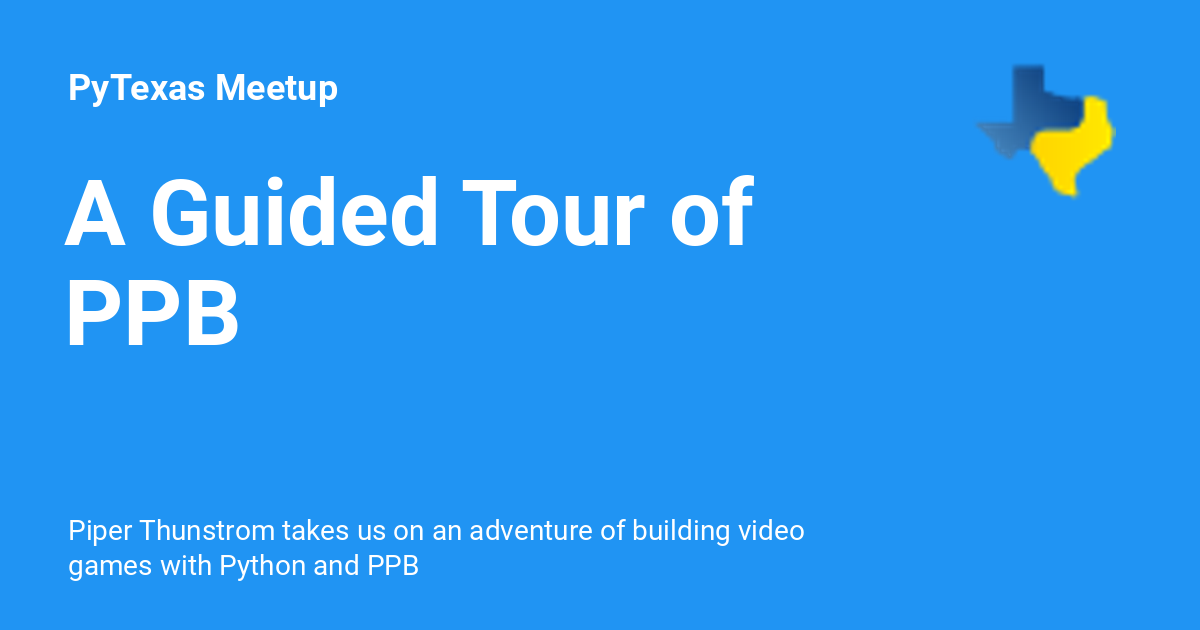 PyTexas Meetup
A Guided Tour of
PPB
Piper Thunstrom takes us on an adventure of building video
games with Python and PPB